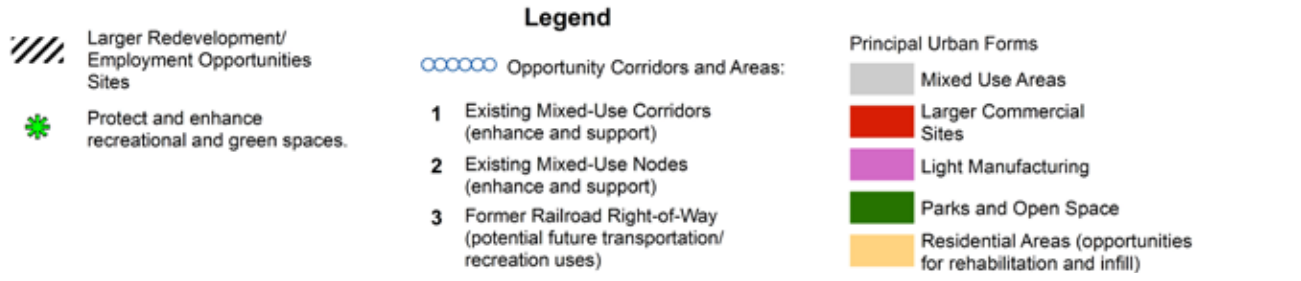 Legend
Larger Redevelopment/
Employment Opportunities
Sites
Protect and enhance
recreational and green spaces.
Opportunity Corridors and Areas:
1 Existing Mixed-Use Corridors
(enhance and support)
2 Existing Mixed-Use Nodes
(enhance and support)
3 Former Railroad Right-of-Way
(potential future transportation/
recreation uses)
Principal Urban Forms
Mixed Use Areas
Larger Commercial
Sites
Light Manufacturing
Parks and Open Space
Residential Areas (opportunities
for rehabilitation and infill)